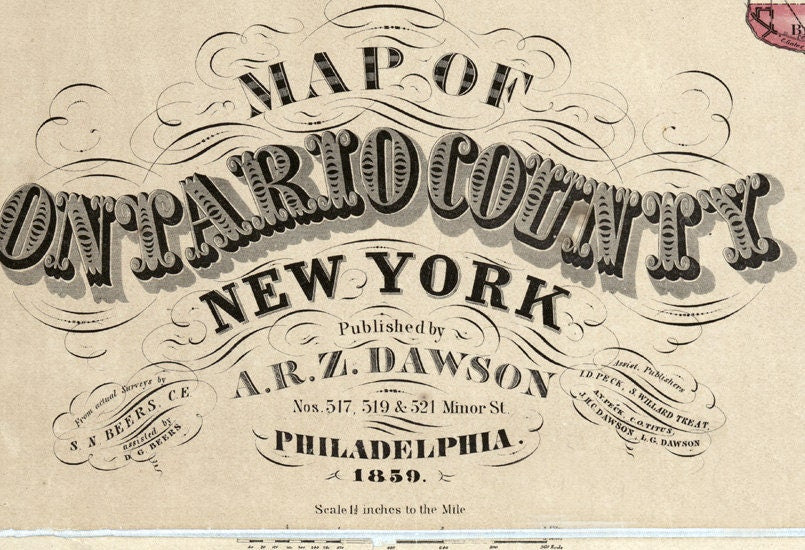 MAP OF
ONTARIO COUNTY
NEW YORK
Published by
A. R. Z. DAWSON
Nos. 517, 519 & 521 Minor St.
PHILADELPHIA.
1859.
From actual Surveys by
S. N. BEERS, C.E.
assisted by
D. G. BEERS
Assist. Publishers
I.D. PECK, S. WILLARD TREAT,
A.Y. PECK, C.O. TITUS,
J.H.C. DAWSON, L.G. DAWSON
Scale 1½ inches to the Mile